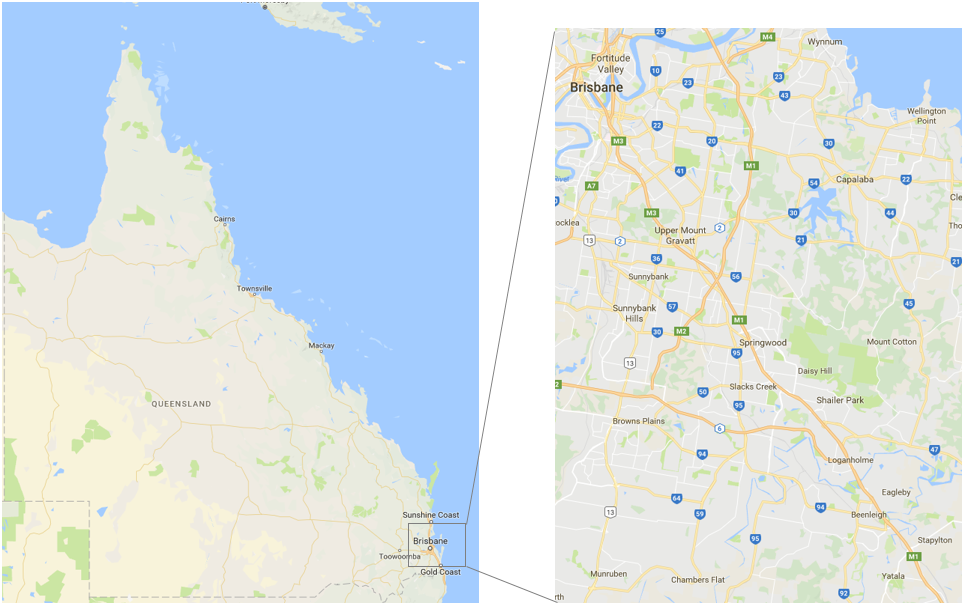 Cairns
Townsville
Mackay
QUEENSLAND
Sunshine Coast
Brisbane
Toowoomba
Gold Coast
25
M4
Wynnum
Fortitude
Valley
10
23
23
Brisbane
43
Wellington
Point
22
M3
20
30
M1
41
54
Capalaba
22
A7
Cle
M3
30
44
ocklea
Tho
13
2
Upper Mount
Gravatt
2
21
36
21
Sunnybank
56
45
Sunnybank
Hills
57
M1
30
M2
Springwood
Mount Cotton
95
13
Daisy Hill
2
Slacks Creek
50
Shailer Park
95
Browns Plains
6
47
94
Loganholme
Eagleby
64
94
13
59
Beenleigh
95
Stapylton
M1
Munruben
Chambers Flat
Yatala
92
rth